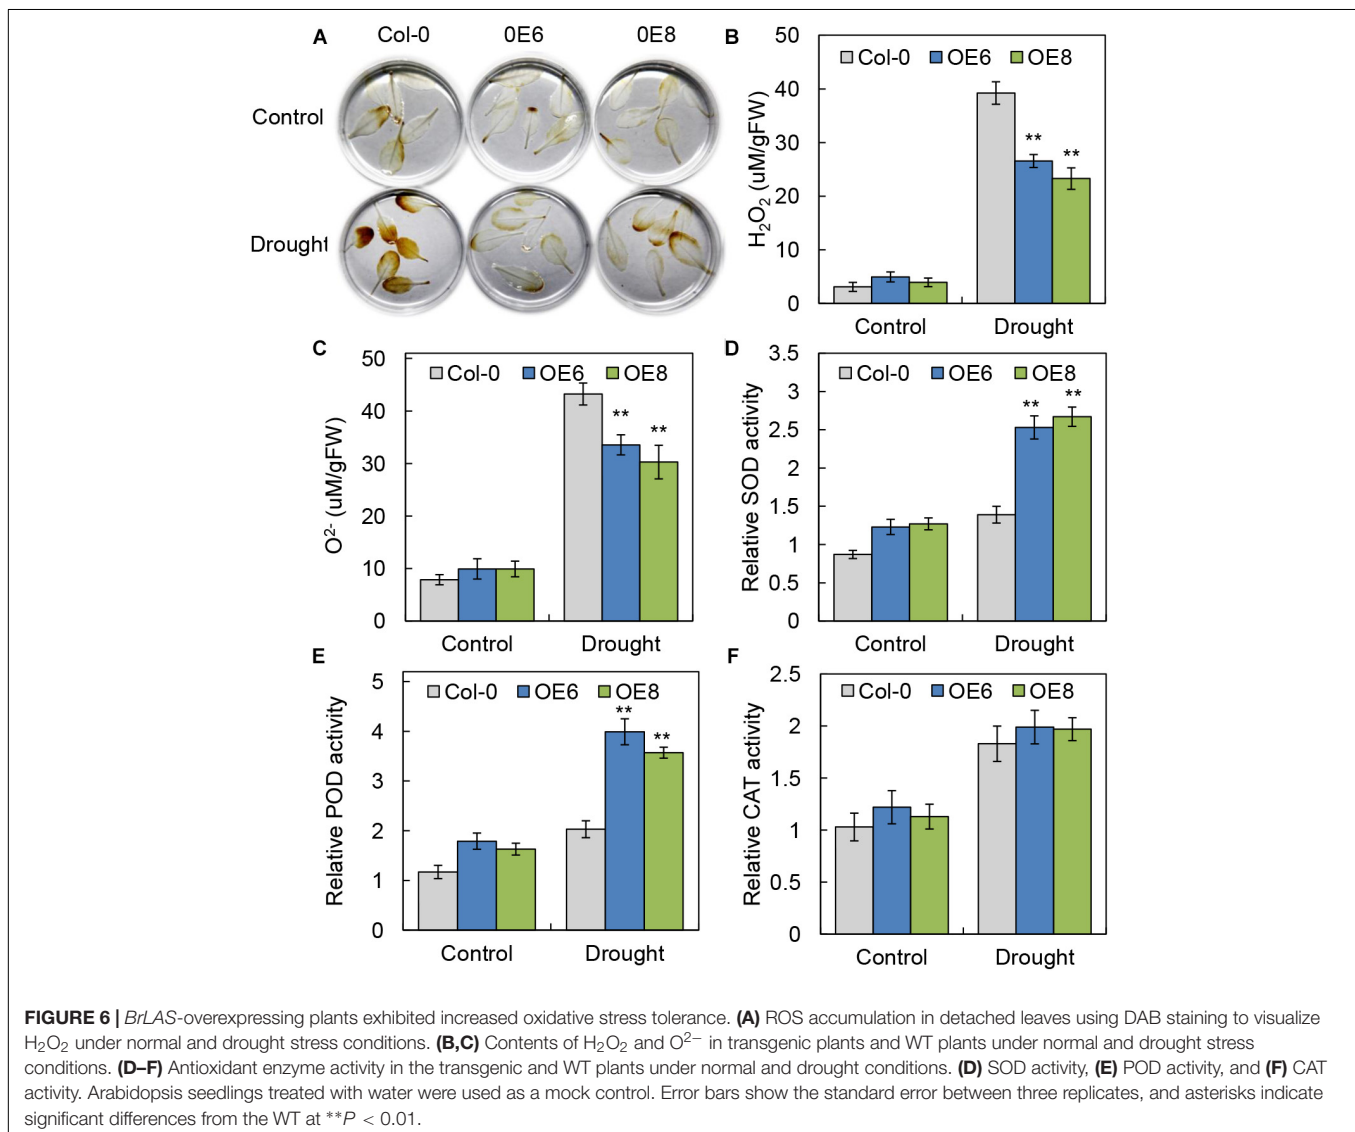 A
Col-0
0E6
0E8
Control
Drought
B
50
40
30
20
10
0
H₂O₂ (uM/gFW)
Col-0
OE6
OE8
**
**
Control
Drought
C
50
40
30
20
10
0
O²⁻ (uM/gFW)
Col-0
OE6
OE8
**
**
Control
Drought
D
3.5
3
2.5
2
1.5
1
0.5
0
Relative SOD activity
Col-0
OE6
OE8
**
**
Control
Drought
E
5
4
3
2
1
0
Relative POD activity
Col-0
OE6
OE8
**
**
Control
Drought
F
2.5
2
1.5
1
0.5
0
Relative CAT activity
Col-0
OE6
OE8
Control
Drought
FIGURE 6 | BrLAS-overexpressing plants exhibited increased oxidative stress tolerance. (A) ROS accumulation in detached leaves using DAB staining to visualize
H₂O₂ under normal and drought stress conditions. (B,C) Contents of H₂O₂ and O²⁻ in transgenic plants and WT plants under normal and drought stress
conditions. (D–F) Antioxidant enzyme activity in the transgenic and WT plants under normal and drought conditions. (D) SOD activity, (E) POD activity, and (F) CAT
activity. Arabidopsis seedlings treated with water were used as a mock control. Error bars show the standard error between three replicates, and asterisks indicate
significant differences from the WT at **P < 0.01.